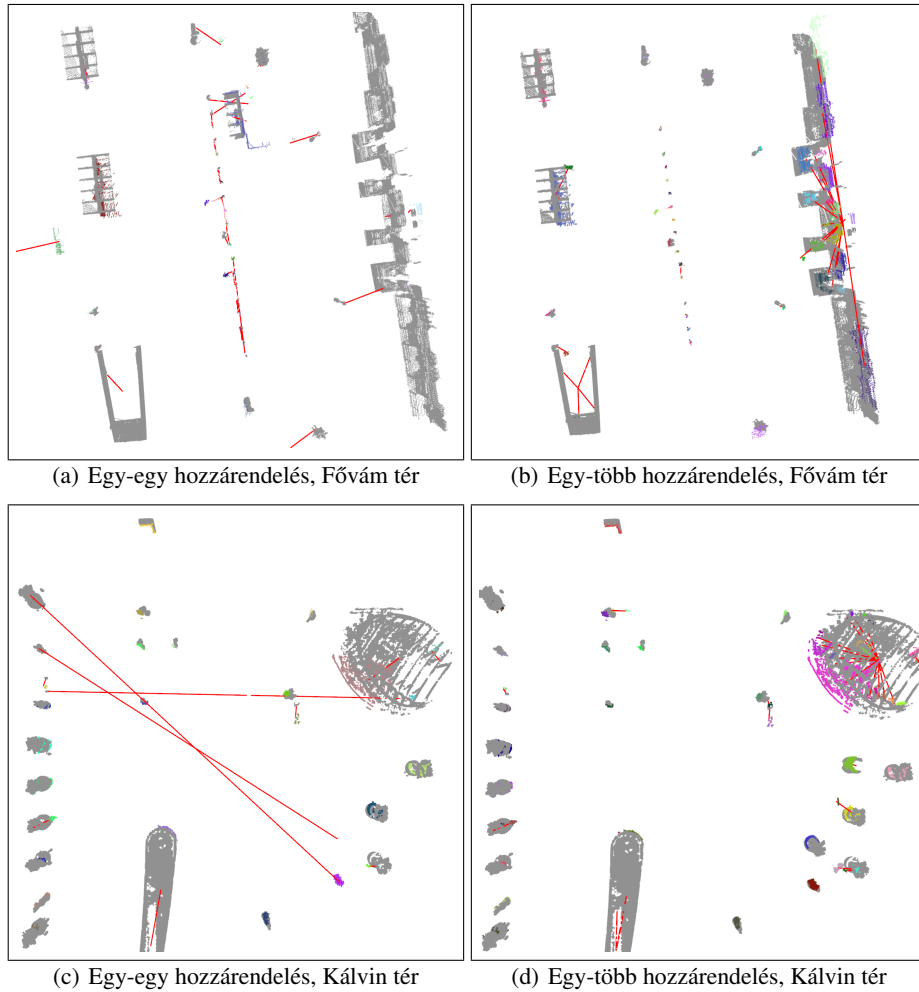 (a) Egy-egy hozzárendelés, Fővám tér
(b) Egy-több hozzárendelés, Fővám tér
(c) Egy-egy hozzárendelés, Kálvin tér
(d) Egy-több hozzárendelés, Kálvin tér